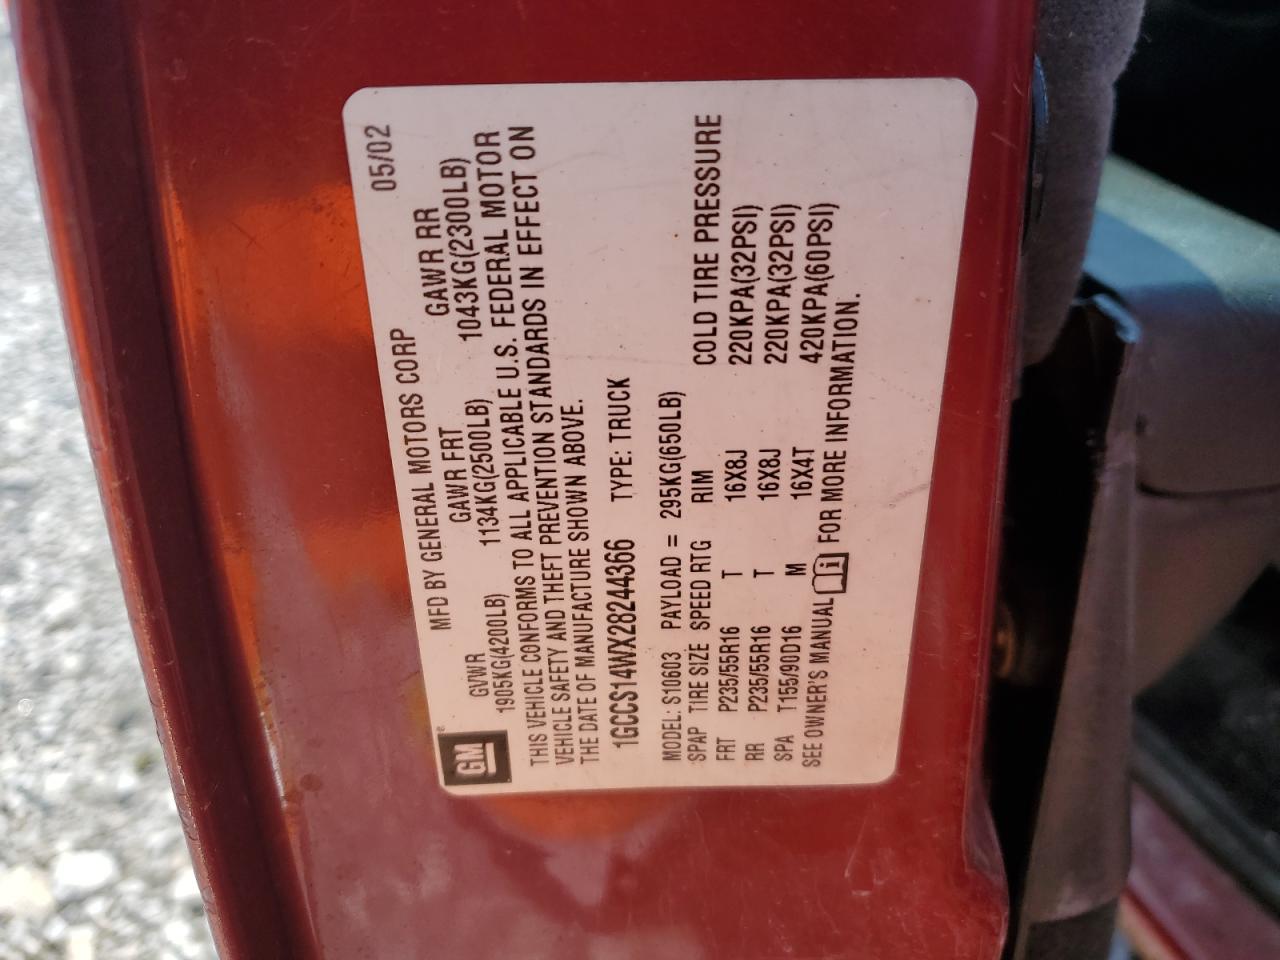 MFD BY GENERAL MOTORS CORP 05/02
GVWR GAWR FRT GAWR RR
1905KG(4200LB) 1134KG(2500LB) 1043KG(2300LB)
GM
THIS VEHICLE CONFORMS TO ALL APPLICABLE U.S. FEDERAL MOTOR
VEHICLE SAFETY AND THEFT PREVENTION STANDARDS IN EFFECT ON
THE DATE OF MANUFACTURE SHOWN ABOVE.
1GCCS14WX28244366 TYPE: TRUCK
MODEL: S10603 PAYLOAD = 295KG(650LB)
SPAP TIRE SIZE SPEED RTG RIM COLD TIRE PRESSURE
FRT P235/55R16 T 16X8J 220KPA(32PSI)
RR P235/55R16 T 16X8J 220KPA(32PSI)
SPA T155/90D16 M 16X4T 420KPA(60PSI)
SEE OWNER'S MANUAL FOR MORE INFORMATION.